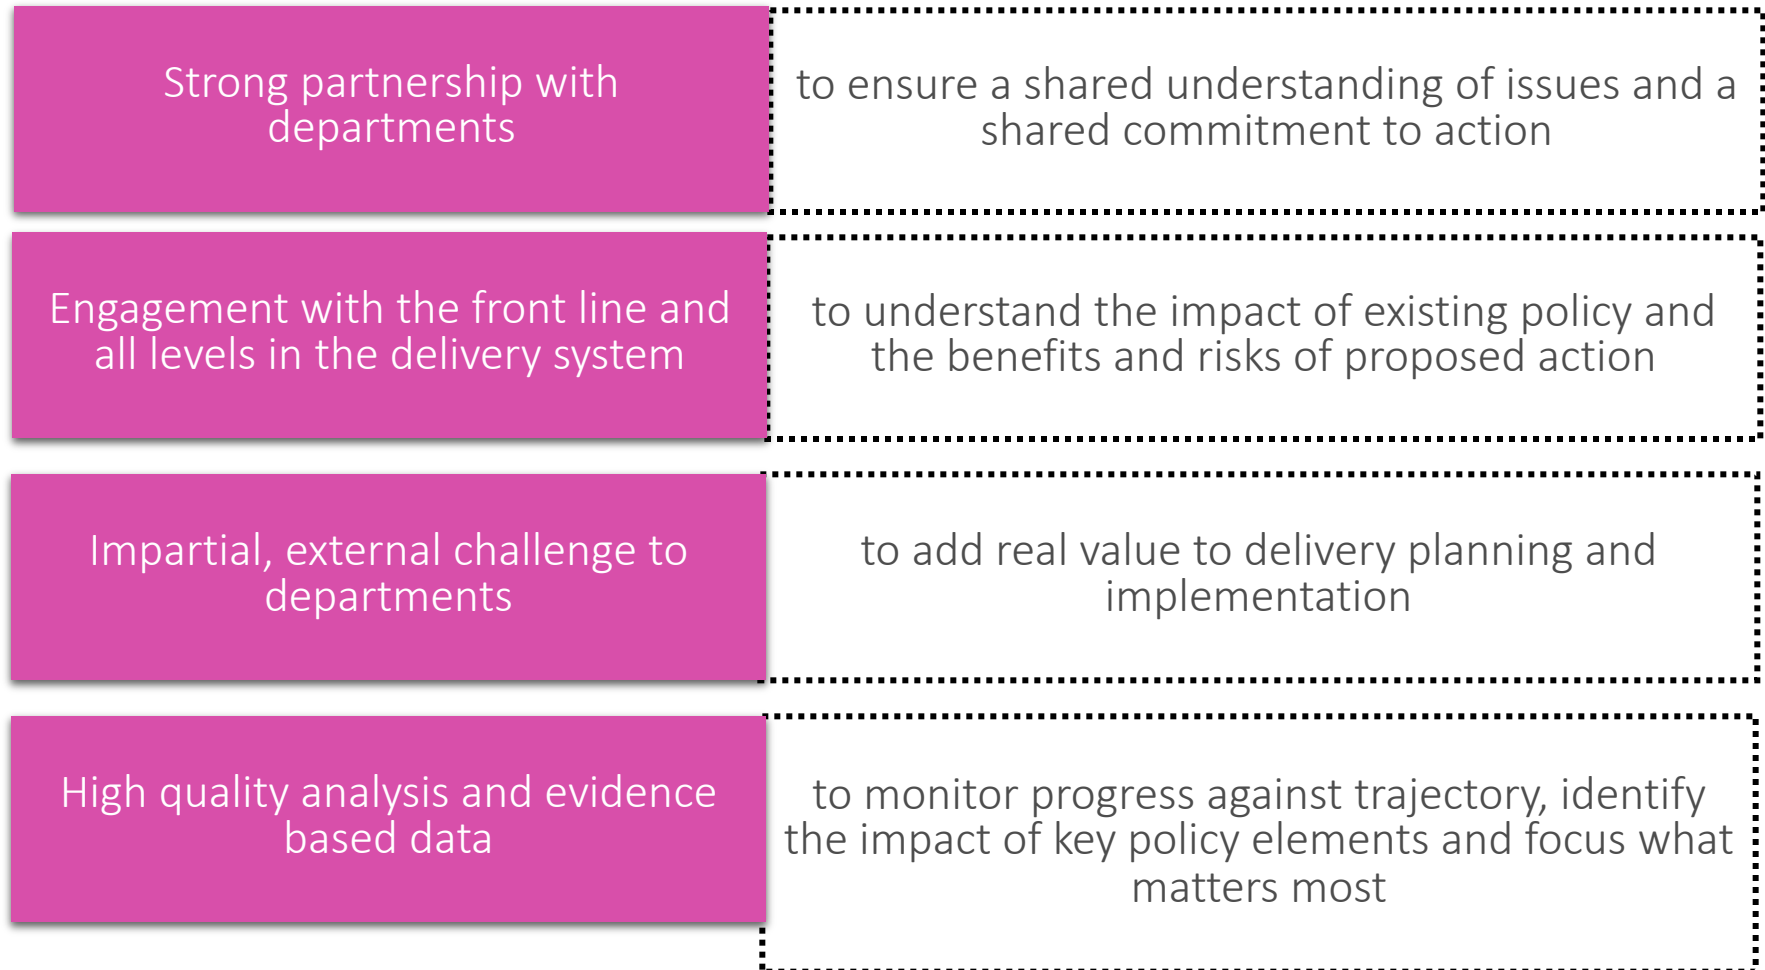 Strong partnership with
departments
to ensure a shared understanding of issues and a
shared commitment to action
Engagement with the front line and
all levels in the delivery system
to understand the impact of existing policy and
the benefits and risks of proposed action
Impartial, external challenge to
departments
to add real value to delivery planning and
implementation
High quality analysis and evidence
based data
to monitor progress against trajectory, identify
the impact of key policy elements and focus what
matters most